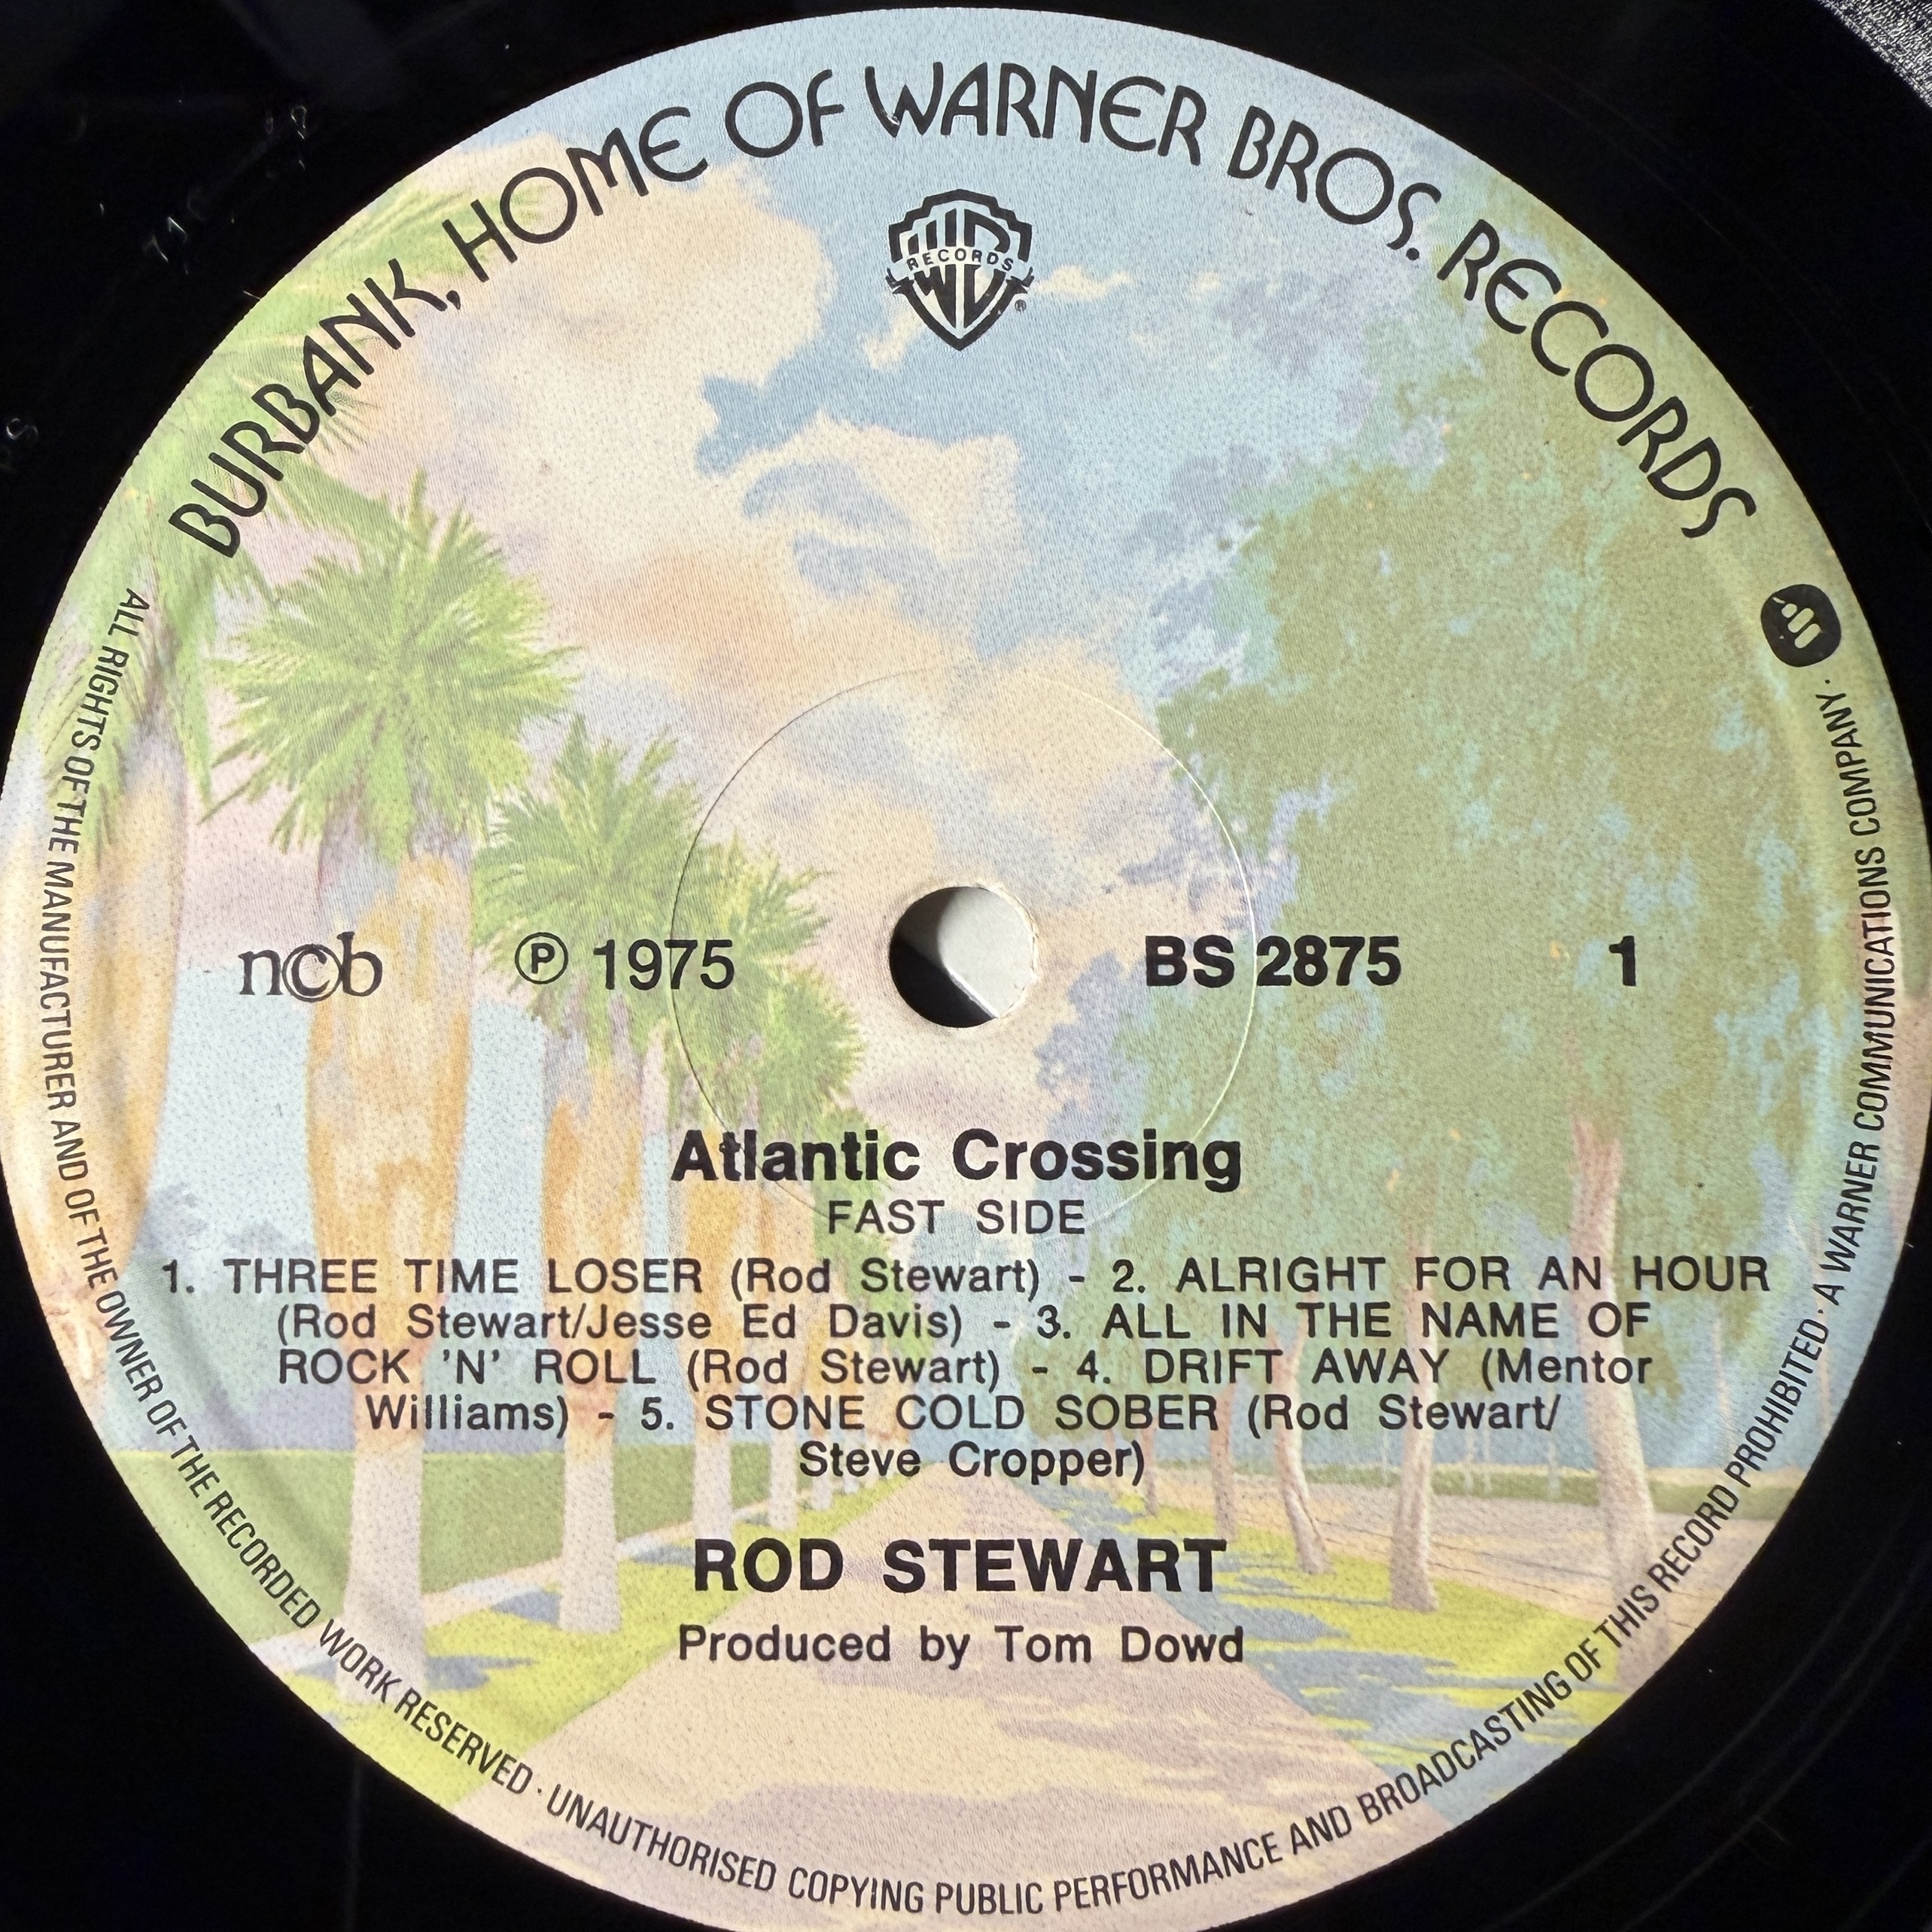 BURBANK, HOME OF WARNER BROS. RECORDS
WB
RECORDS
®
ncb ℗ 1975 BS 2875 1
Atlantic Crossing
FAST SIDE
1. THREE TIME LOSER (Rod Stewart) - 2. ALRIGHT FOR AN HOUR
(Rod Stewart/Jesse Ed Davis) - 3. ALL IN THE NAME OF
ROCK 'N' ROLL (Rod Stewart) - 4. DRIFT AWAY (Mentor
Williams) - 5. STONE COLD SOBER (Rod Stewart/
Steve Cropper)
ROD STEWART
Produced by Tom Dowd
ALL RIGHTS OF THE MANUFACTURER AND OF THE OWNER OF THE RECORDED WORK RESERVED · UNAUTHORISED COPYING PUBLIC PERFORMANCE AND BROADCASTING OF THIS RECORD PROHIBITED · A WARNER COMMUNICATIONS COMPANY ·